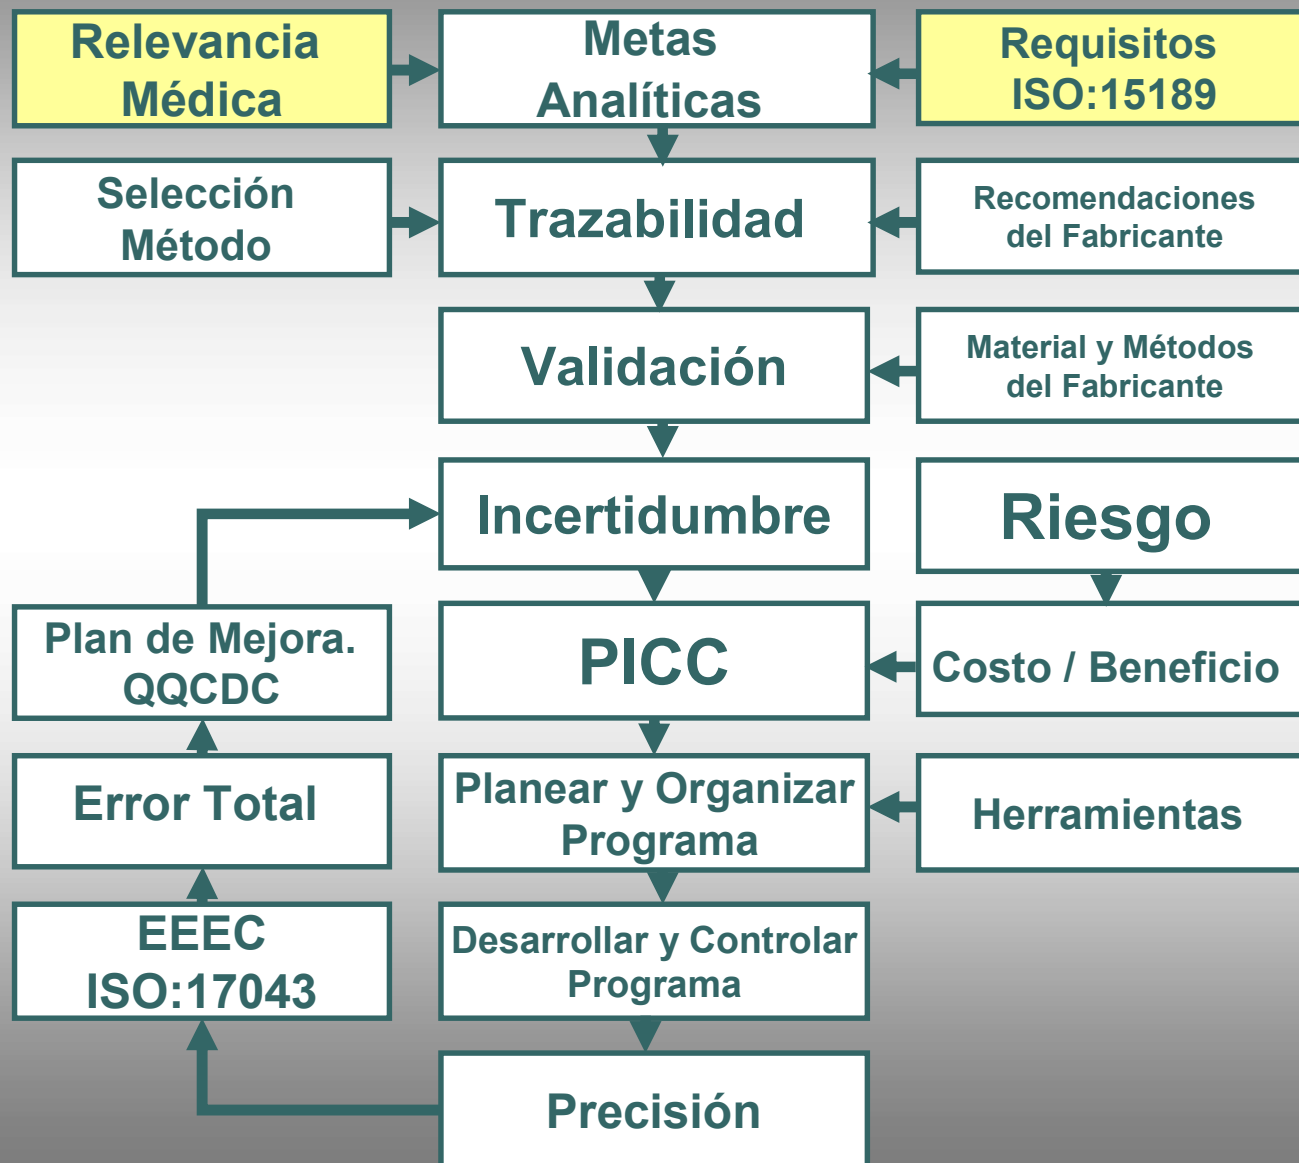 Relevancia
Médica
Metas
Analíticas
Requisitos
ISO:15189
Selección
Método
Trazabilidad
Recomendaciones
del Fabricante
Validación
Material y Métodos
del Fabricante
Incertidumbre
Riesgo
Plan de Mejora.
QQCDC
PICC
Costo / Beneficio
Error Total
Planear y Organizar
Programa
Herramientas
EEEC
ISO:17043
Desarrollar y Controlar
Programa
Precisión